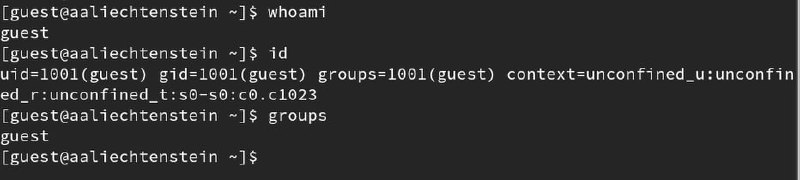 [guest@aaliechtenstein ~]$ whoami
guest
[guest@aaliechtenstein ~]$ id
uid=1001(guest) gid=1001(guest) groups=1001(guest) context=unconfined_u:unconfin
ed_r:unconfined_t:s0-s0:c0.c1023
[guest@aaliechtenstein ~]$ groups
guest
[guest@aaliechtenstein ~]$